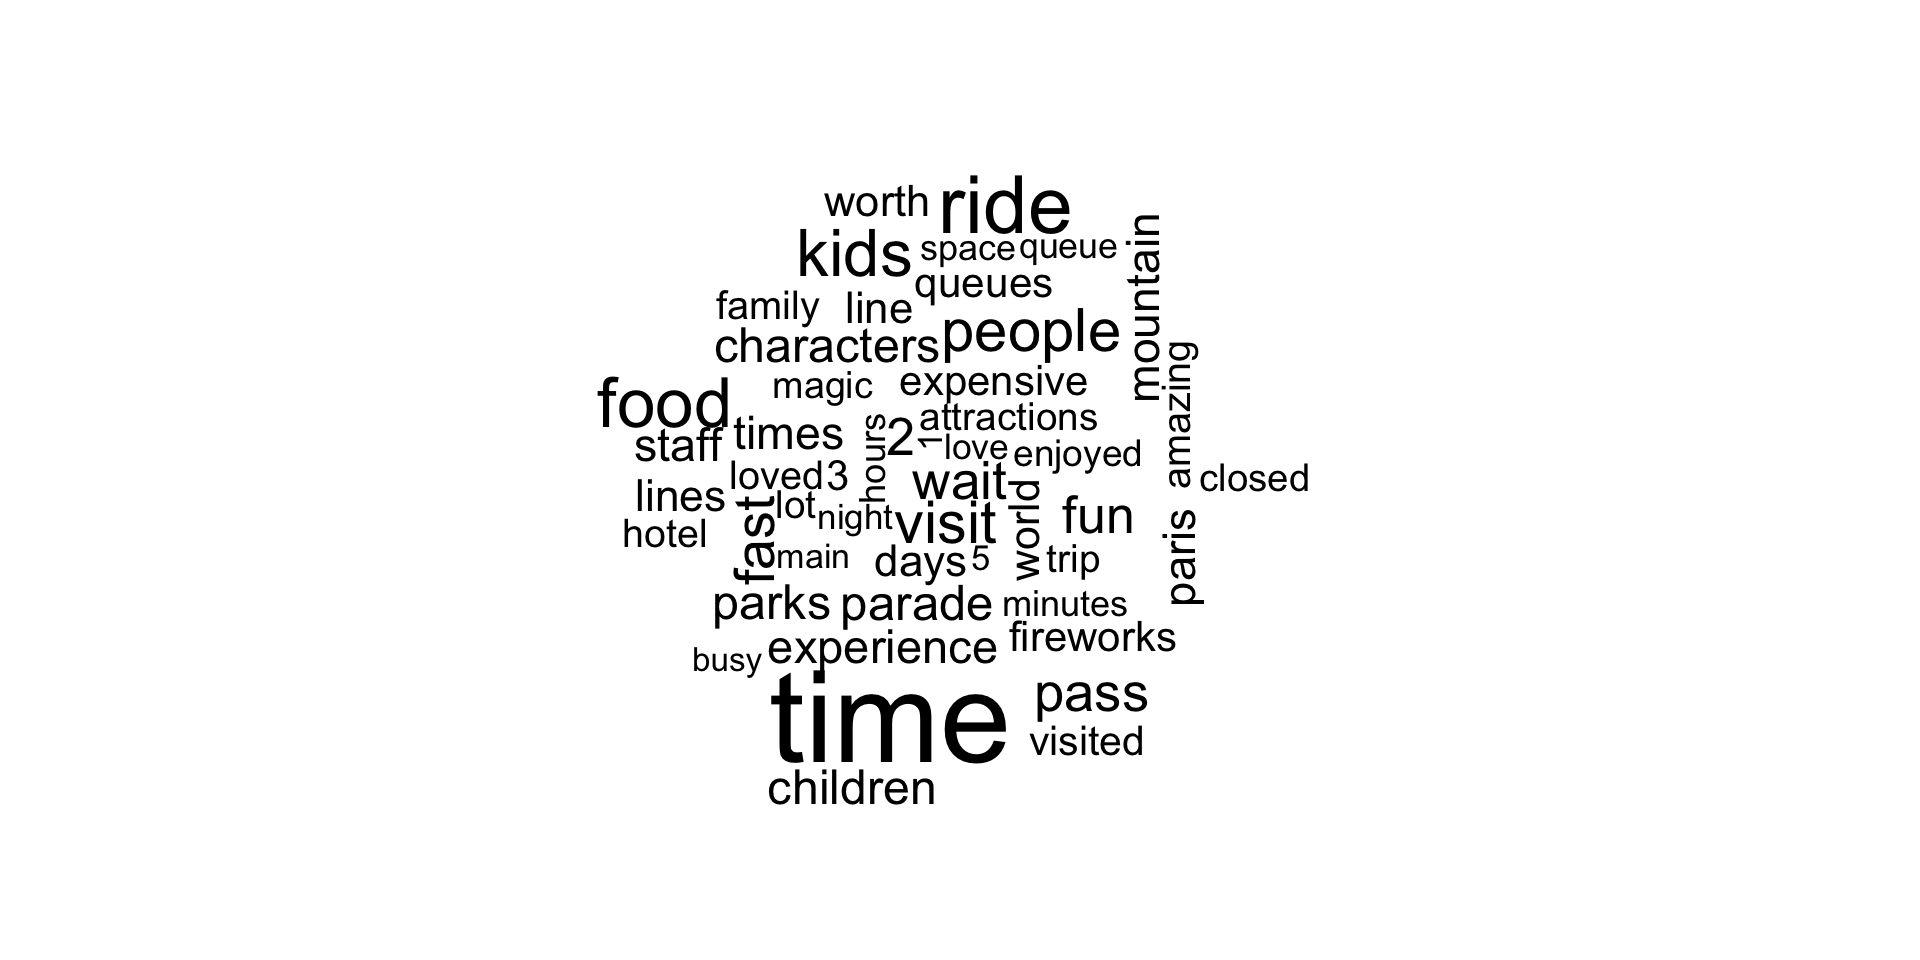 worth ride
kids space queue
mountain
queues
family line
characters people
amazing
food magic expensive
attractions
staff times hours 2 1 love enjoyed
loved 3 wait closed
lines fast lot night visit world fun paris
hotel
main days 5 trip
parks parade minutes
busy experience fireworks
time pass
visited
children